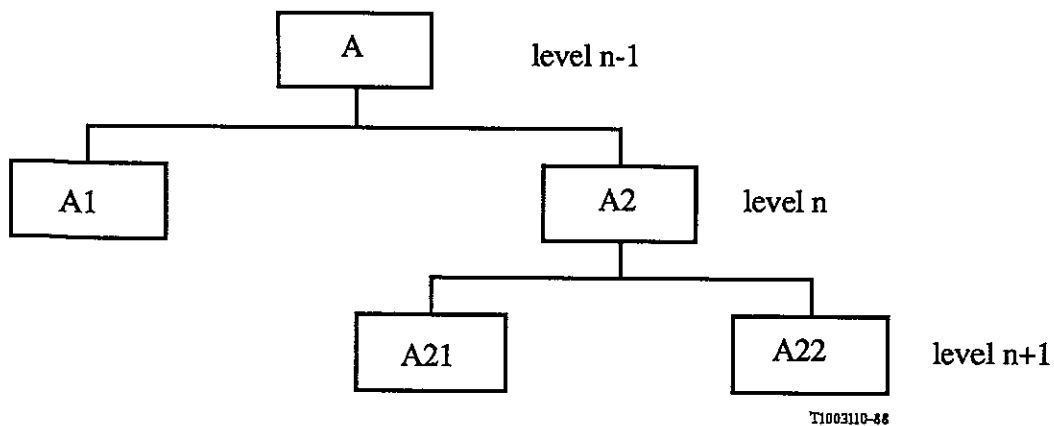 A
level n-1
A1
A2
level n
A21
A22
level n+1
T1003110-88